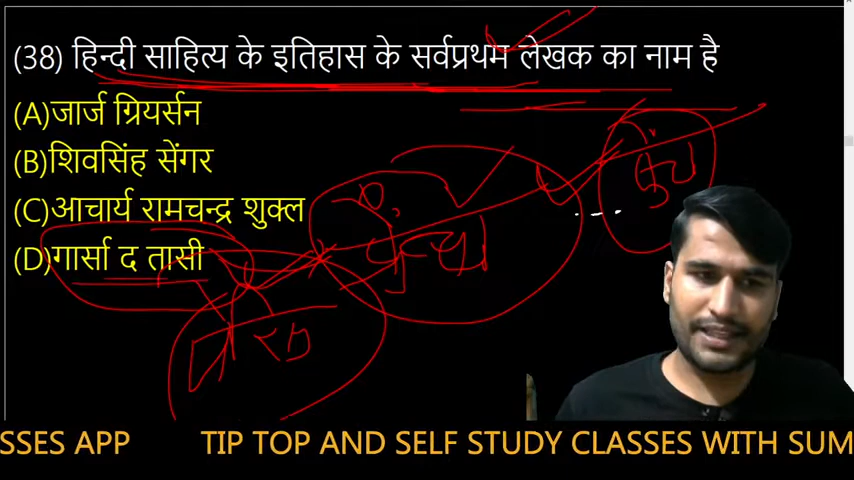 (38) हिन्दी साहित्य के इतिहास के सर्वप्रथम लेखक का नाम है
(A)जार्ज ग्रियर्सन
(B)शिवसिंह सेंगर
(C)आचार्य रामचन्द्र शुक्ल
(D)गार्सा द तासी
SSES APP TIP TOP AND SELF STUDY CLASSES WITH SUM